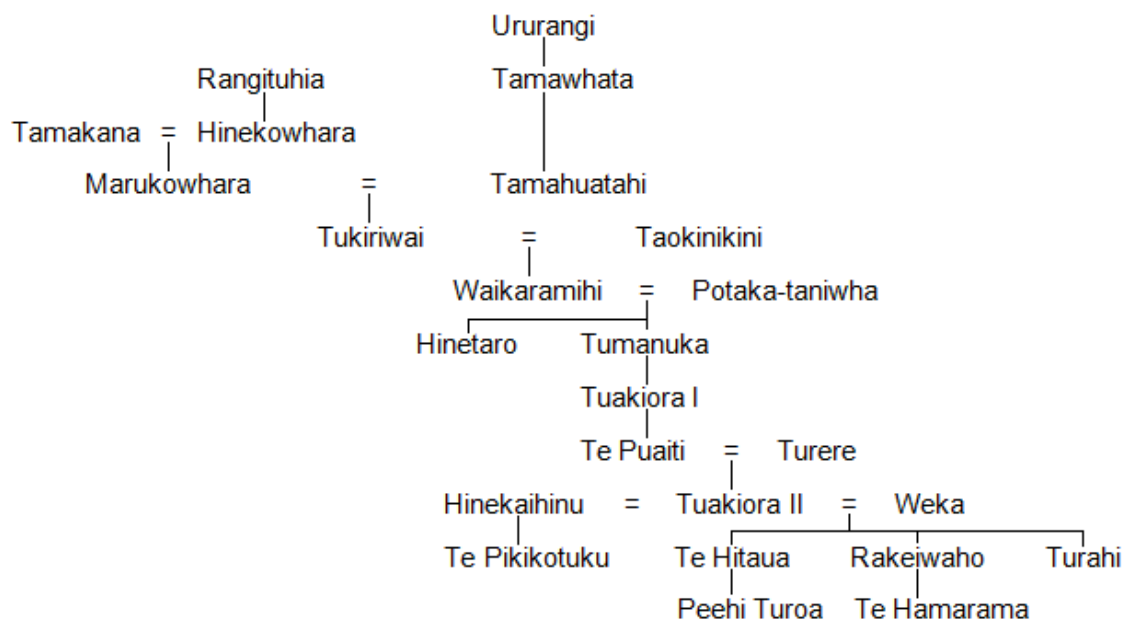 Ururangi
Rangituhia Tamawhata
Tamakana = Hinekowhara
Marukowhara = Tamahuatahi
Tukiriwai = Taokinikini
Waikaramihi = Potaka-taniwha
Hinetaro Tumanuka
Tuakiora I
Te Puaiti = Turere
Hinekaihinu = Tuakiora II = Weka
Te Pikikotuku Te Hitaua Rakeiwaho Turahi
Peehi Turoa Te Hamarama